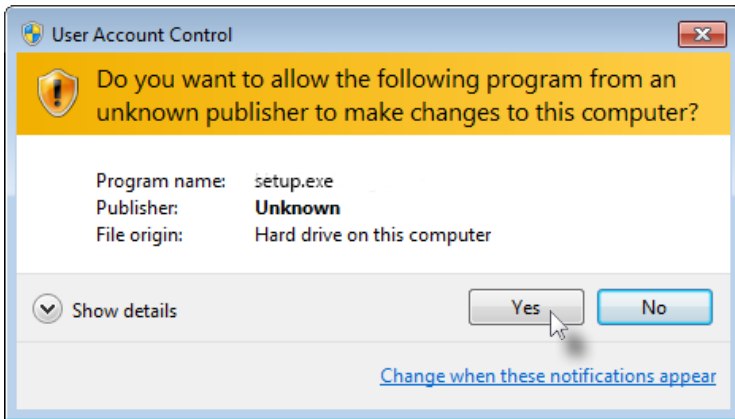 User Account Control
Do you want to allow the following program from an
unknown publisher to make changes to this computer?
Program name: setup.exe
Publisher: Unknown
File origin: Hard drive on this computer
Show details
Yes
No
Change when these notifications appear